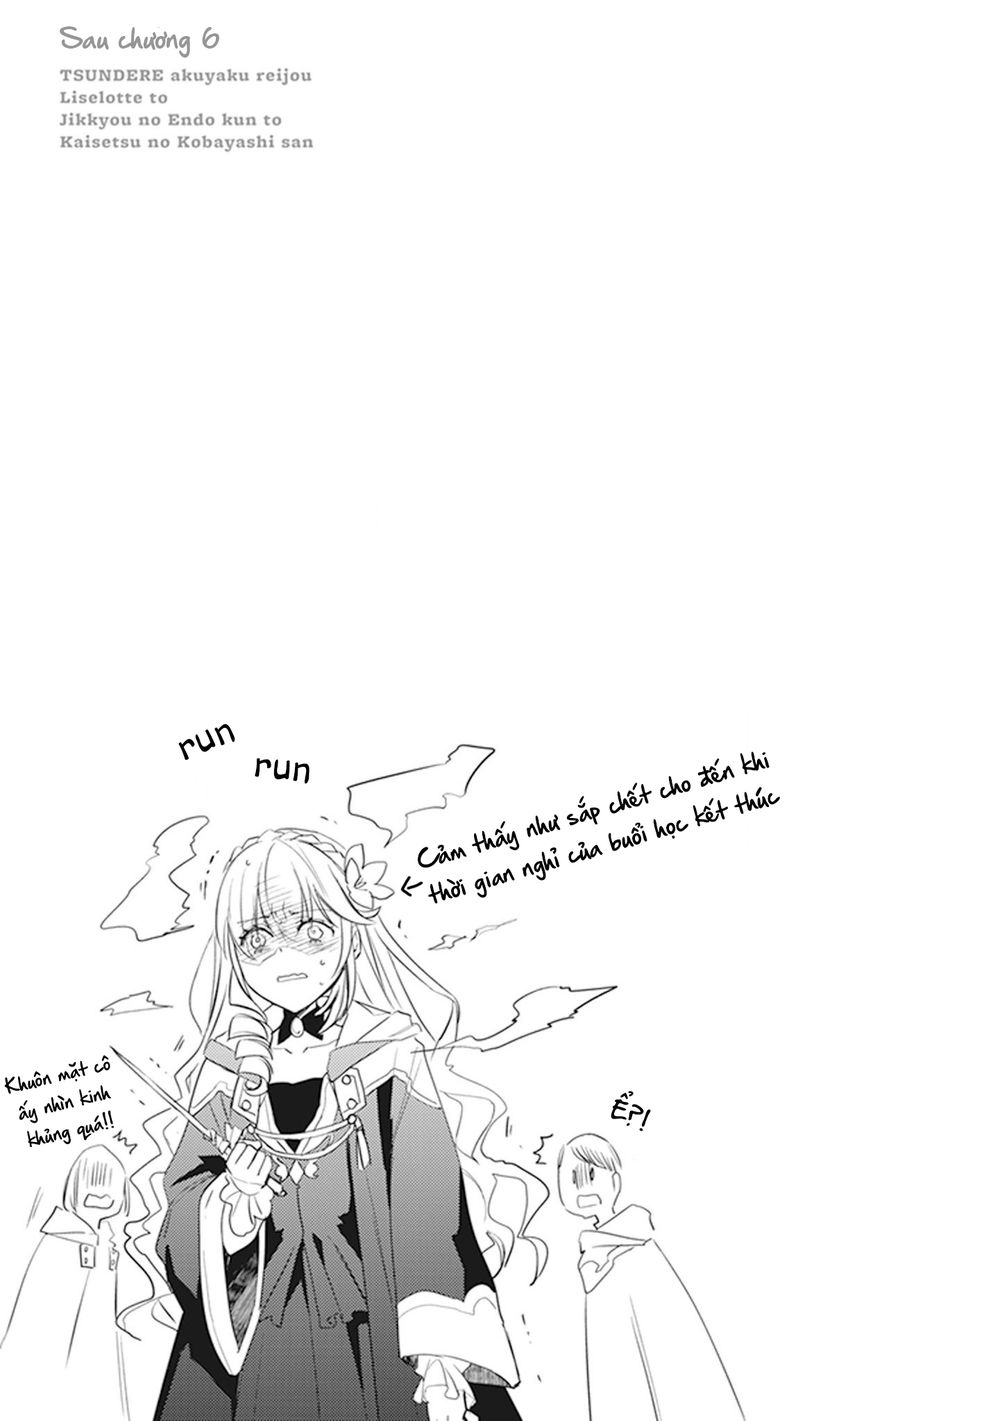 Sau chương 6
TSUNDERE akuyaku reijou
Liselotte to
Jikkyou no Endo kun to
Kaisetsu no Kobayashi san
run
run
Cảm thấy như sắp chết cho đến khi
thời gian nghỉ của buổi học kết thúc
Khuôn mặt cô
ấy nhìn kinh
khủng quá!!
Ể?!